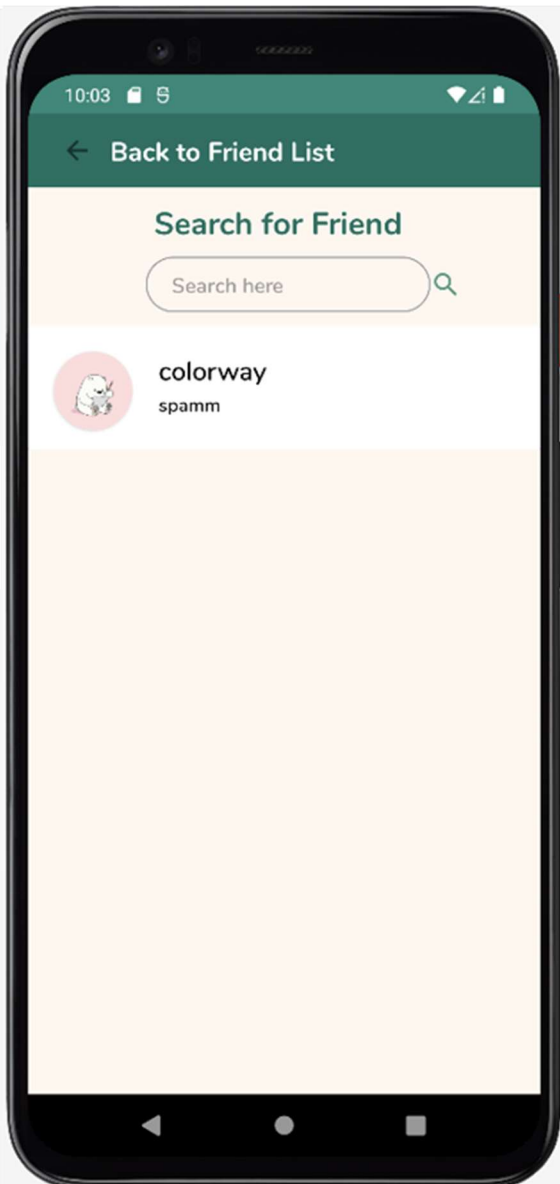 10:03
Back to Friend List
Search for Friend
Search here
colorway
spamm